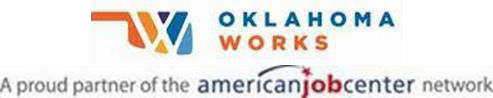 OKLAHOMA
WORKS
A proud partner of the americanjobcenter network